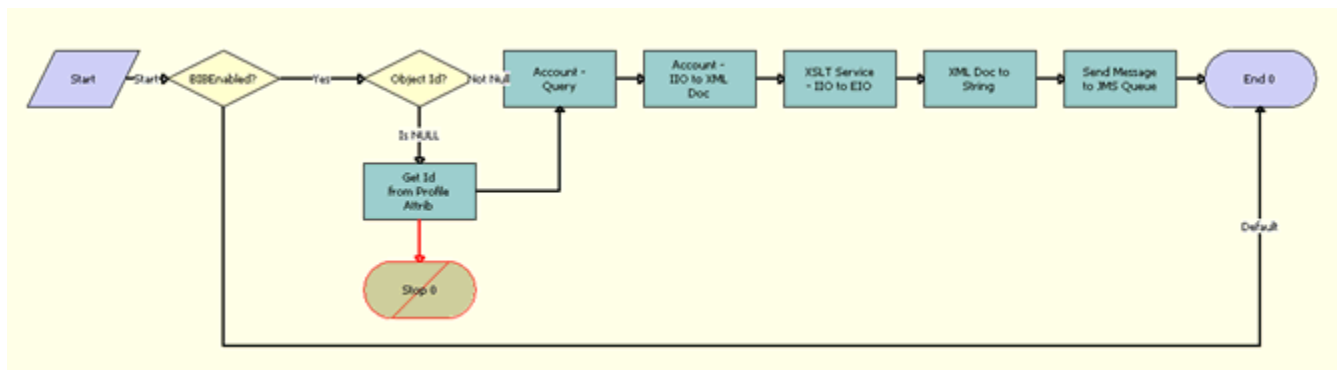 Start
Start
BIBEnabled?
Yes
Object Id?
Not Null
Account -
Query
Account -
IIO to XML
Doc
XSLT Service
- IIO to EIO
XML Doc to
String
Send Message
to JMS Queue
End 0
Is NULL
Get Id
from Profile
Attrib
Default
Stop 0